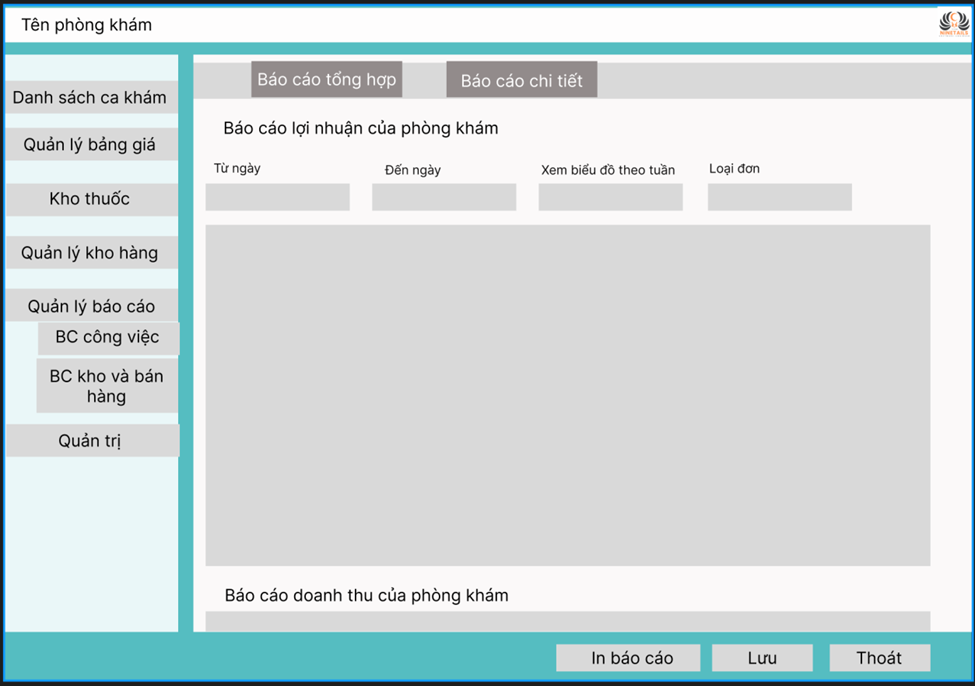 Tên phòng khám
Báo cáo tổng hợp
Báo cáo chi tiết
Danh sách ca khám
Quản lý bảng giá
Kho thuốc
Quản lý kho hàng
Quản lý báo cáo
BC công việc
BC kho và bán
hàng
Quản trị
Báo cáo lợi nhuận của phòng khám
Từ ngày
Đến ngày
Xem biểu đồ theo tuần
Loại đơn
Báo cáo doanh thu của phòng khám
In báo cáo
Lưu
Thoát